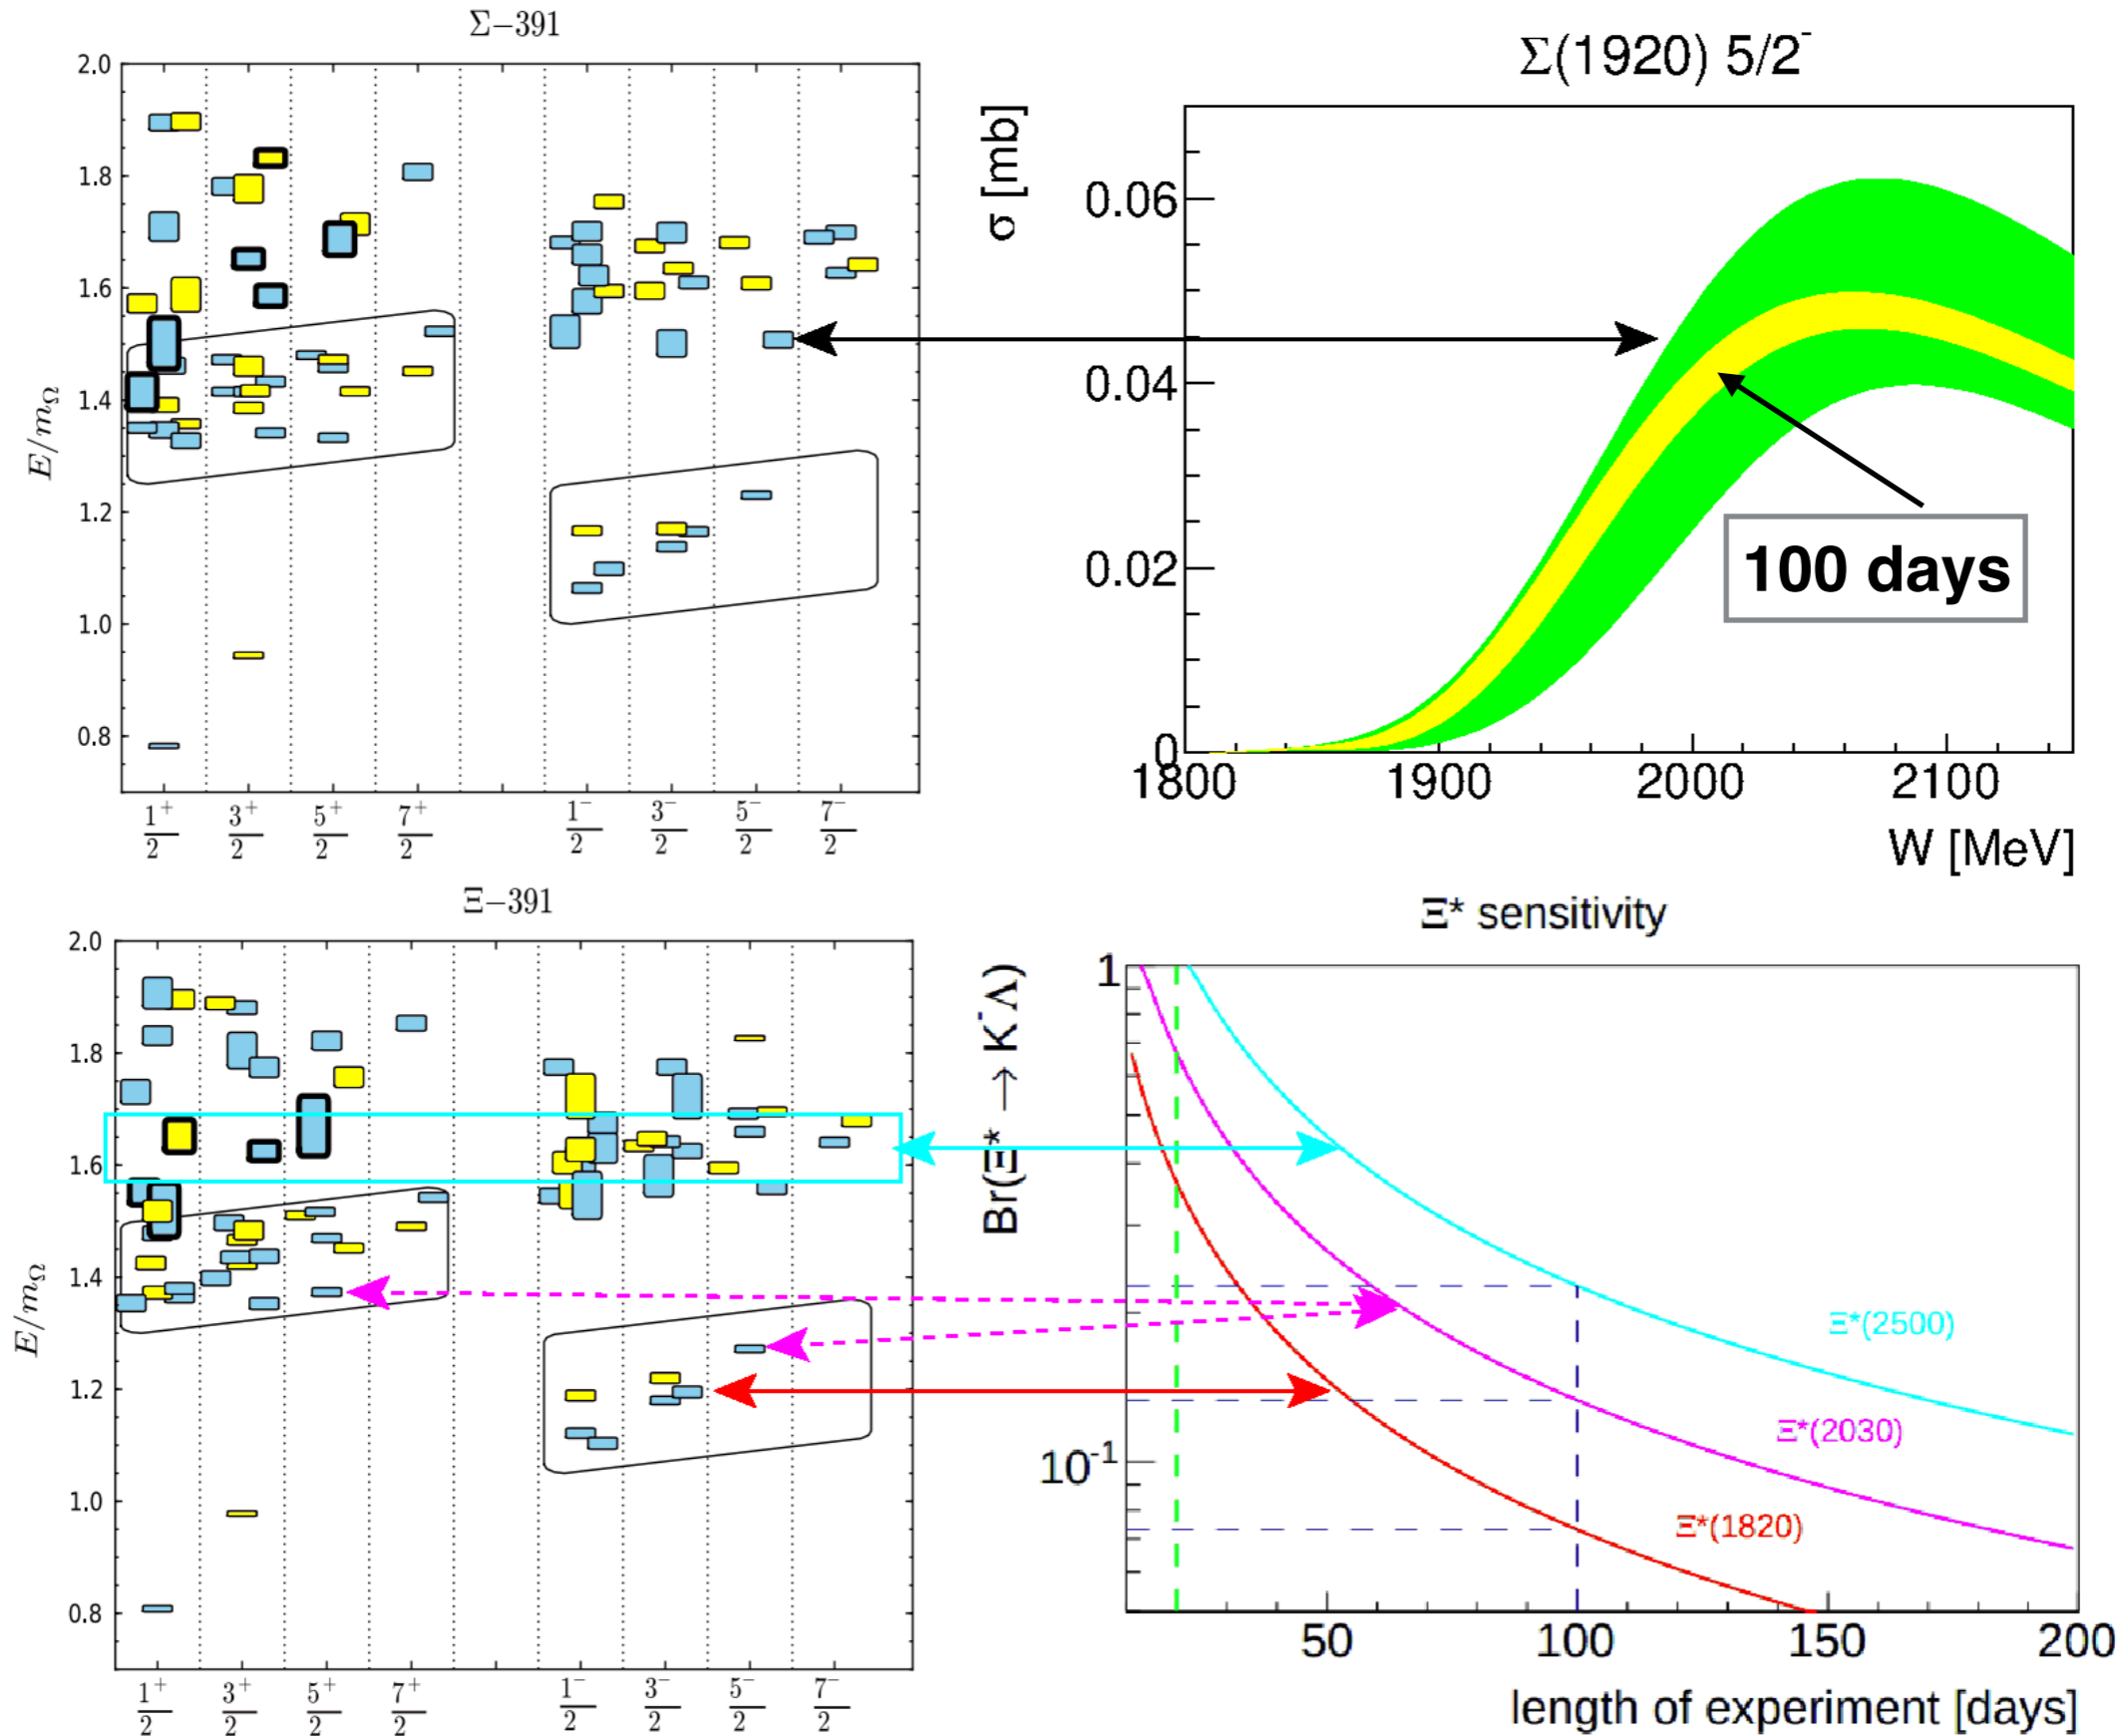 Σ−391
E/mΩ
2.0
1.8
1.6
1.4
1.2
1.0
0.8
1/2+ 3/2+ 5/2+ 7/2+ 1/2- 3/2- 5/2- 7/2-
Σ(1920) 5/2-
σ [mb]
0.06
0.04
0.02
0
100 days
1800 1900 2000 2100
W [MeV]
Ξ−391
E/mΩ
2.0
1.8
1.6
1.4
1.2
1.0
0.8
1/2+ 3/2+ 5/2+ 7/2+ 1/2- 3/2- 5/2- 7/2-
Ξ* sensitivity
Br(Ξ* → K-Λ)
1
10-1
Ξ*(2500)
Ξ*(2030)
Ξ*(1820)
50 100 150 200
length of experiment [days]